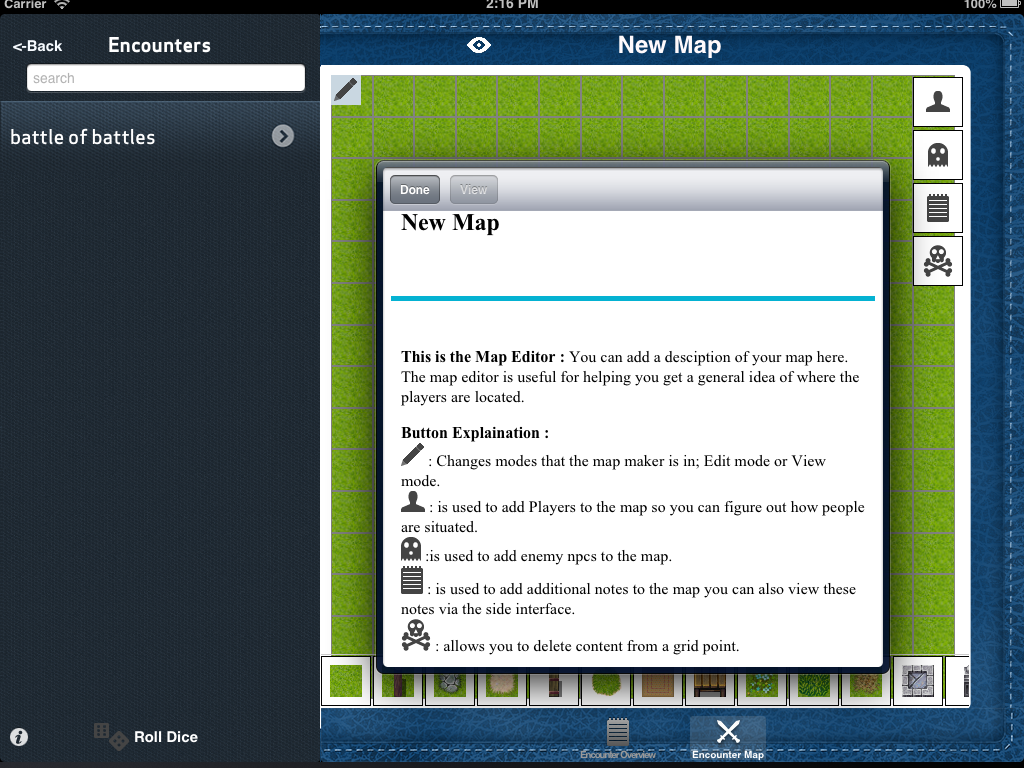 Carrier 2:16 PM 100%
<-Back Encounters
New Map
search
battle of battles
Done View
New Map
This is the Map Editor : You can add a desciption of your map here.
The map editor is useful for helping you get a general idea of where the
players are located.
Button Explaination :
: Changes modes that the map maker is in; Edit mode or View
mode.
: is used to add Players to the map so you can figure out how people
are situated.
:is used to add enemy npcs to the map.
: is used to add additional notes to the map you can also view these
notes via the side interface.
: allows you to delete content from a grid point.
Roll Dice
Encounter Overview
Encounter Map